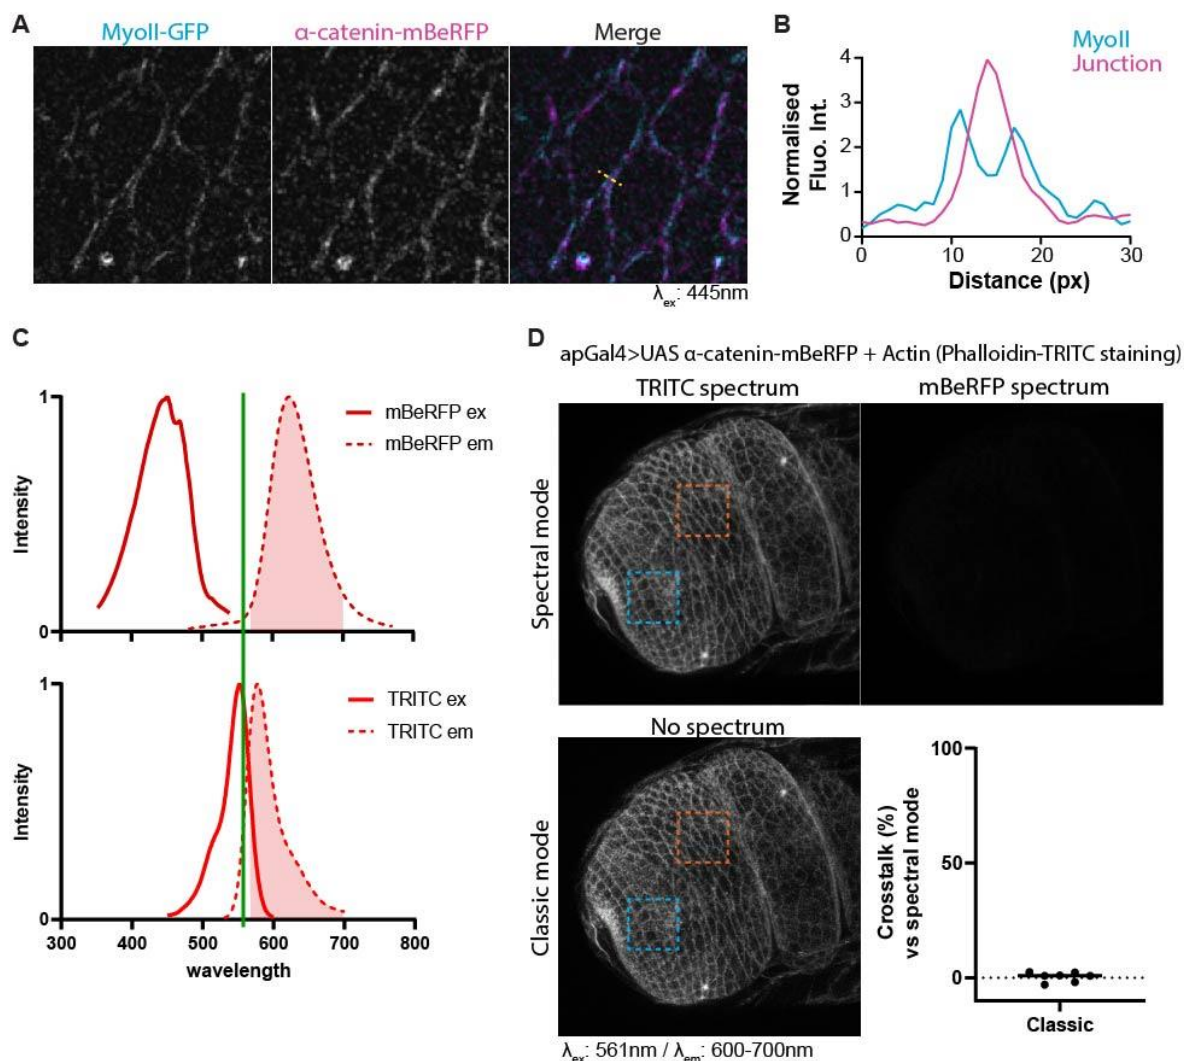 A
MyoII-GFP
α-catenin-mBeRFP
Merge
λex: 445nm
B
MyoII
Junction
4
3
2
1
0
Normalised
Fluo. Int.
0 10 20 30
Distance (px)
C
1
0
Intensity
mBeRFP ex
mBeRFP em
1
0
Intensity
TRITC ex
TRITC em
300 400 500 600 700 800
wavelength
D
apGal4>UAS α-catenin-mBeRFP + Actin (Phalloidin-TRITC staining)
TRITC spectrum
mBeRFP spectrum
Spectral mode
No spectrum
Classic mode
λex: 561nm / λem: 600-700nm
100
50
0
Crosstalk (%)
vs spectral mode
Classic